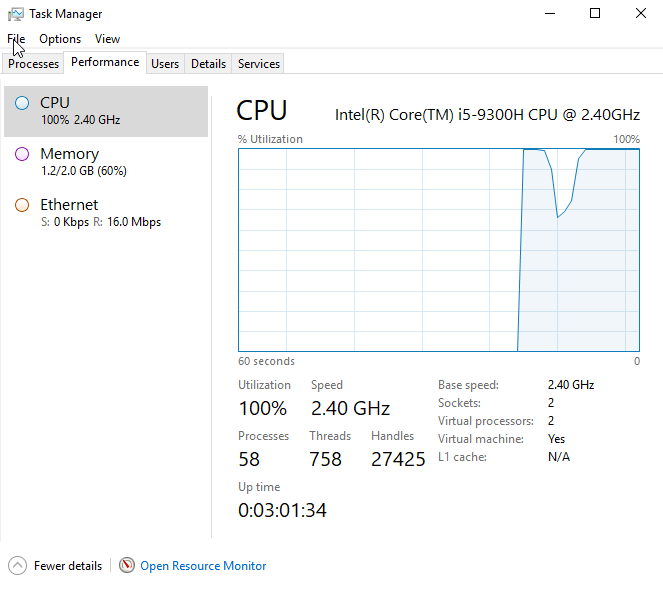 Task Manager
File Options View
Processes Performance Users Details Services
CPU
100% 2.40 GHz
Memory
1.2/2.0 GB (60%)
Ethernet
S: 0 Kbps R: 16.0 Mbps
CPU Intel(R) Core(TM) i5-9300H CPU @ 2.40GHz
% Utilization 100%
60 seconds 0
Utilization Speed
100% 2.40 GHz
Processes Threads Handles
58 758 27425
Up time
0:03:01:34
Base speed: 2.40 GHz
Sockets: 2
Virtual processors: 2
Virtual machine: Yes
L1 cache: N/A
Fewer details Open Resource Monitor